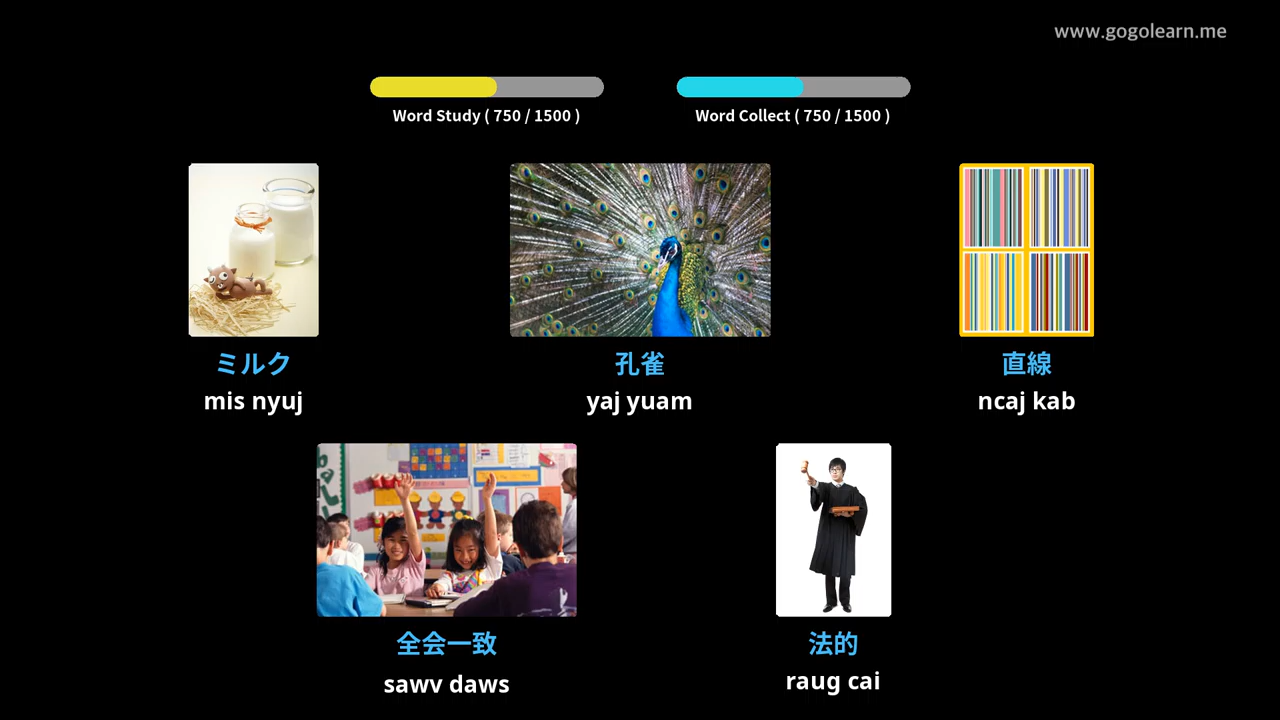 www.gogolearn.me
Word Study ( 750 / 1500 )
Word Collect ( 750 / 1500 )
ミルク
mis nyuj
孔雀
yaj yuam
直線
ncaj kab
全会一致
sawv daws
法的
raug cai